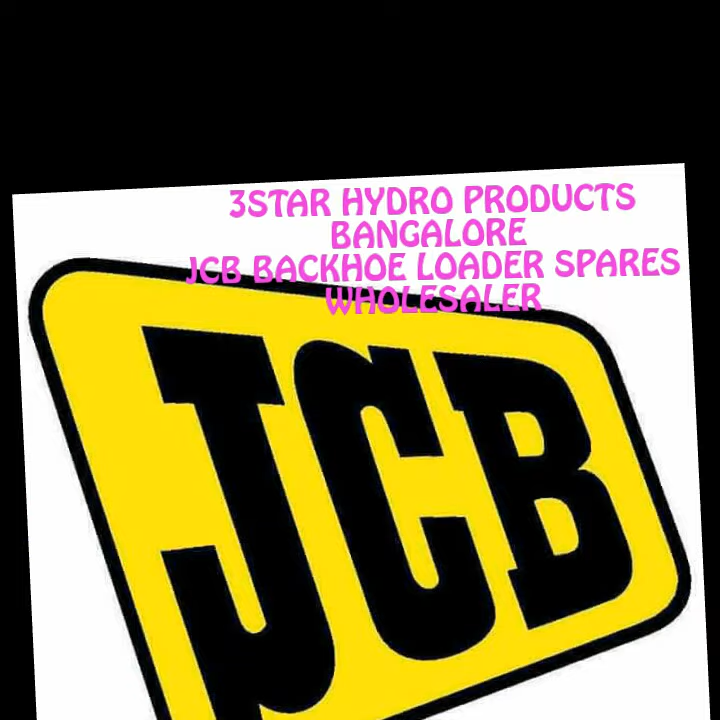 3STAR HYDRO PRODUCTS
BANGALORE
JCB BACKHOE LOADER SPARES
WHOLESALER
JCB